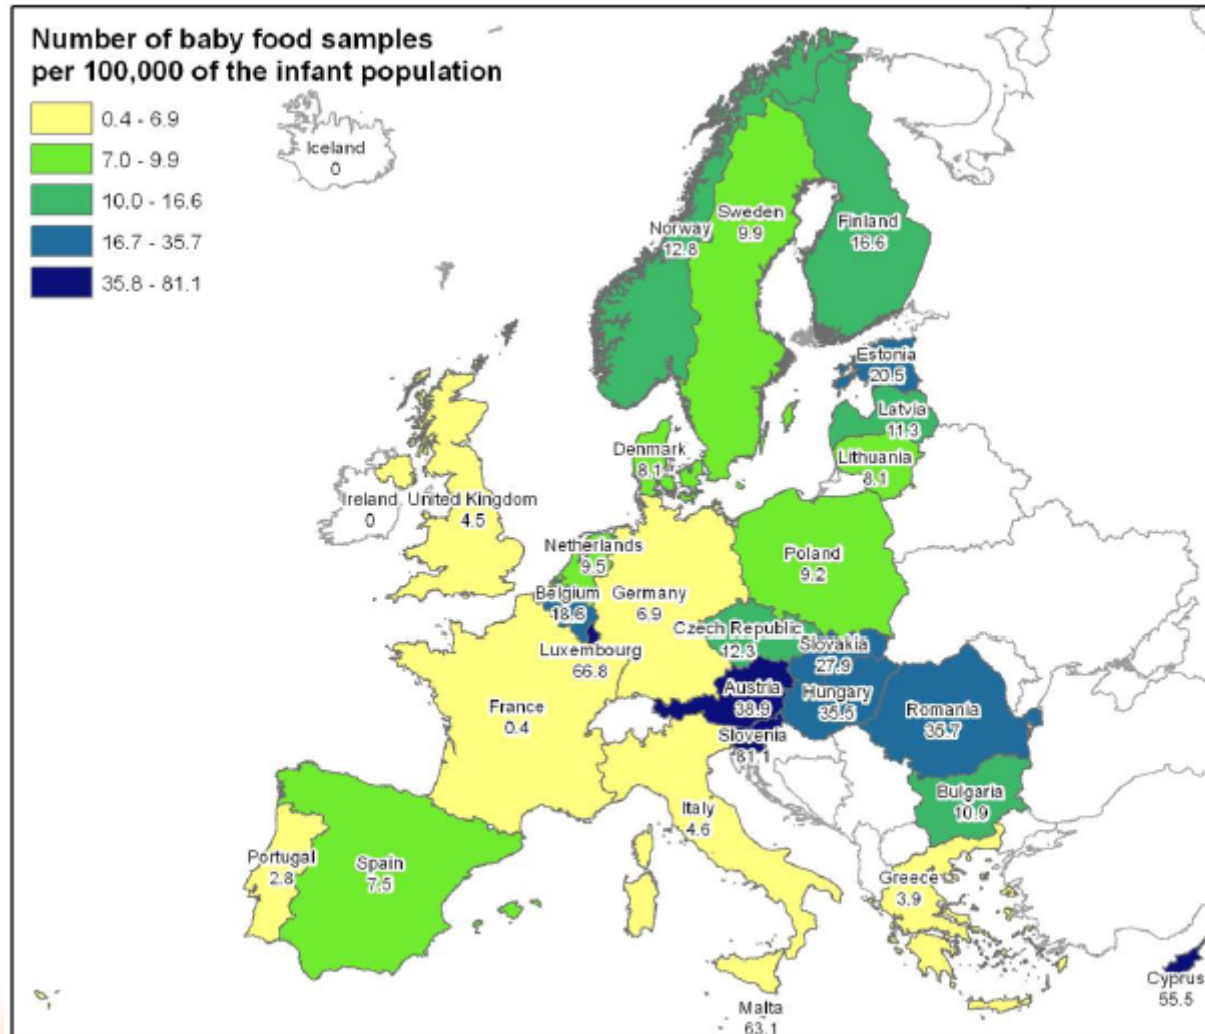 Number of baby food samples
per 100,000 of the infant population
0.4 - 6.9
7.0 - 9.9
10.0 - 16.6
16.7 - 35.7
35.8 - 81.1
Iceland
0
Sweden
9.9
Norway
12.8
Finland
16.6
Estonia
20.5
Latvia
11.3
Lithuania
8.1
Denmark
8.1
Ireland
0
United Kingdom
4.5
Netherlands
9.5
Poland
9.2
Belgium
18.6
Germany
6.9
Czech Republic
12.3
Slovakia
27.9
Luxembourg
66.8
Austria
38.9
Hungary
35.5
Romania
35.7
France
0.4
Slovenia
81.1
Bulgaria
10.9
Italy
4.6
Portugal
2.8
Spain
7.5
Greece
3.9
Cyprus
55.5
Malta
63.1